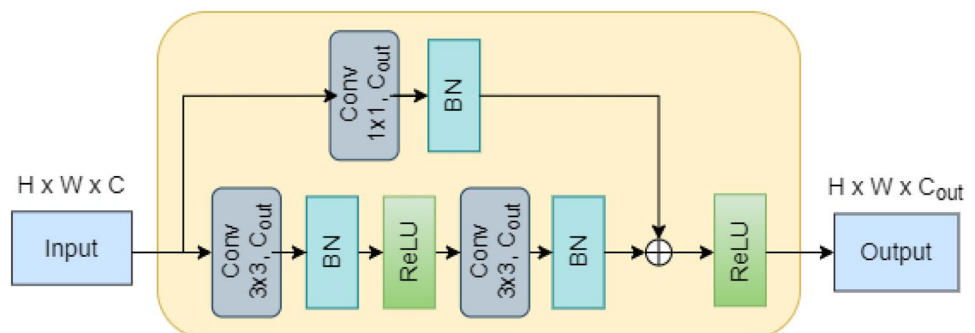 Conv
1x1, Cout
BN
H x W x C
Input
Conv
3x3, Cout
BN
ReLU
Conv
3x3, Cout
BN
ReLU
H x W x Cout
Output